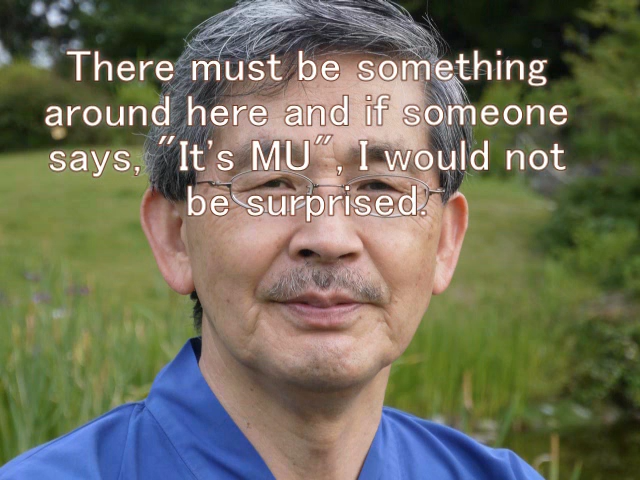 There must be something
around here and if someone
says, "It's MU", I would not
be surprised.